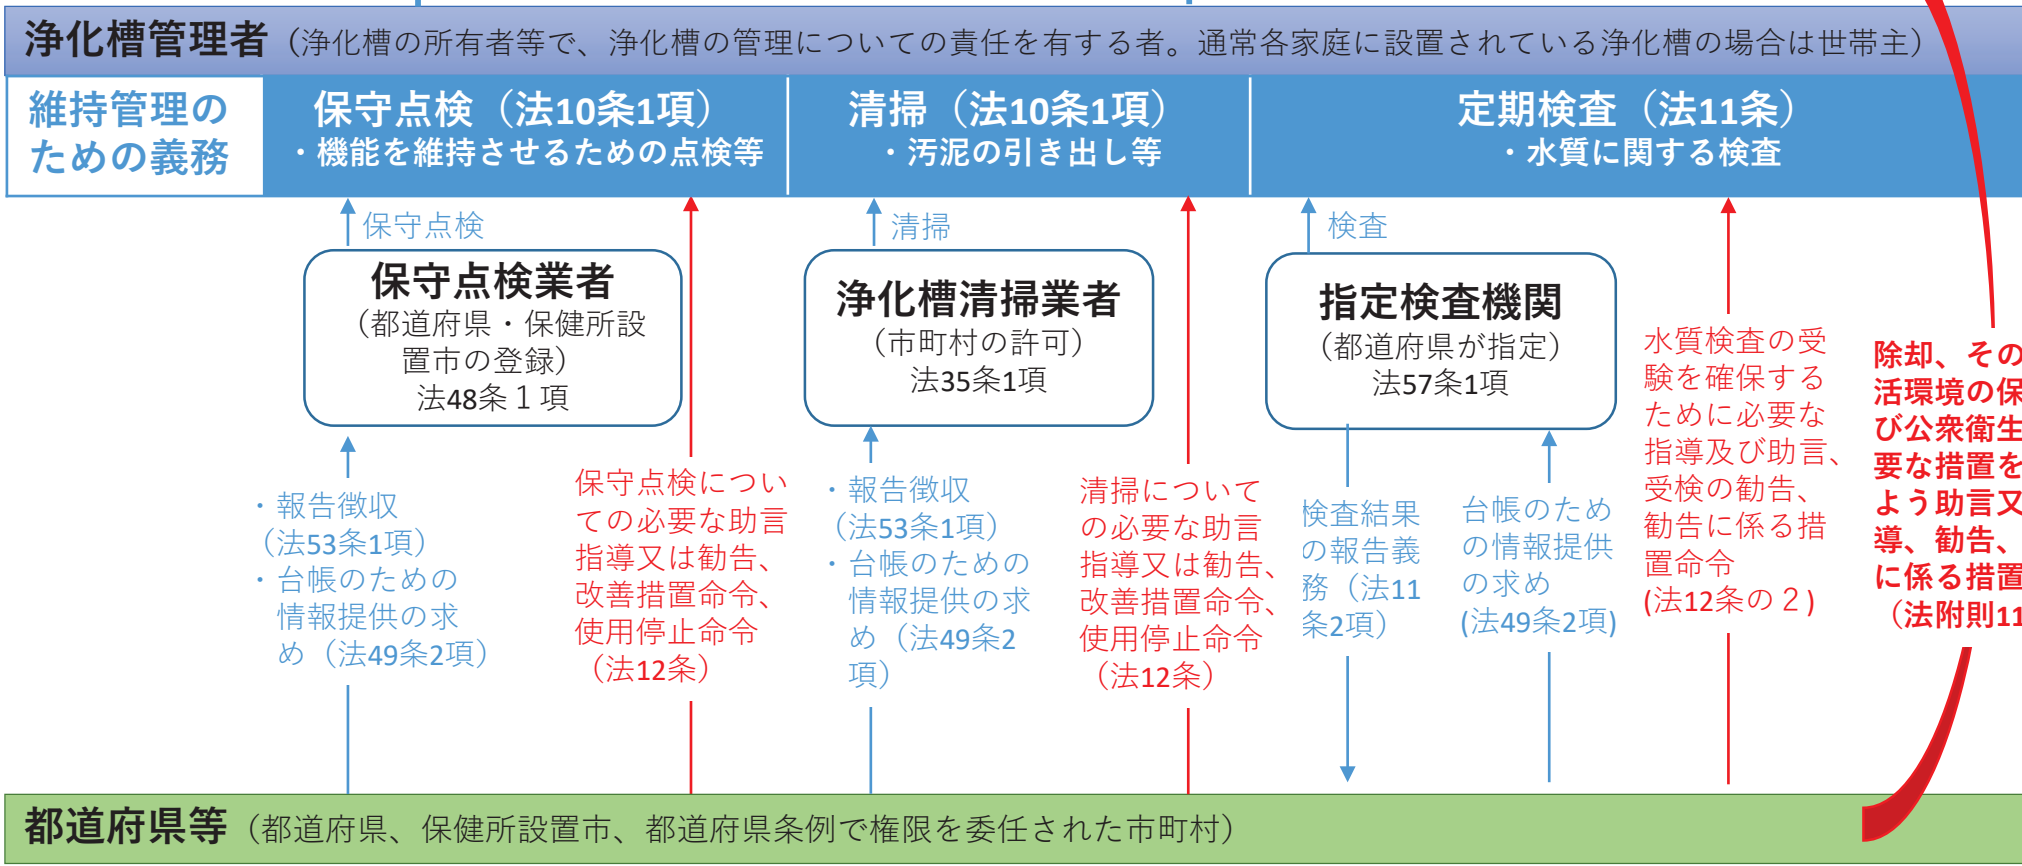 浄化槽管理者（浄化槽の所有者等で、浄化槽の管理についての責任を有する者。通常各家庭に設置されている浄化槽の場合は世帯主）
維持管理の
ための義務
保守点検（法10条1項）
・機能を維持させるための点検等
清掃（法10条1項）
・汚泥の引き出し等
定期検査（法11条）
・水質に関する検査
保守点検
清掃
検査
保守点検業者
（都道府県・保健所設
置市の登録）
法48条１項
浄化槽清掃業者
（市町村の許可）
法35条1項
指定検査機関
（都道府県が指定）
法57条1項
・報告徴収
（法53条1項）
・台帳のための
情報提供の求
め（法49条2項）
保守点検につい
ての必要な助言
指導又は勧告、
改善措置命令、
使用停止命令
（法12条）
・報告徴収
（法53条1項）
・台帳のための
情報提供の求
め（法49条2
項）
清掃について
の必要な助言
指導又は勧告、
改善措置命令、
使用停止命令
（法12条）
検査結果
の報告義
務（法11
条2項）
台帳のため
の情報提供
の求め
(法49条2項)
水質検査の受
験を確保する
ために必要な
指導及び助言、
受検の勧告、
勧告に係る措
置命令
(法12条の２)
除却、その
活環境の保
び公衆衛生
要な措置を
よう助言又
導、勧告、
に係る措置
（法附則11
都道府県等（都道府県、保健所設置市、都道府県条例で権限を委任された市町村）